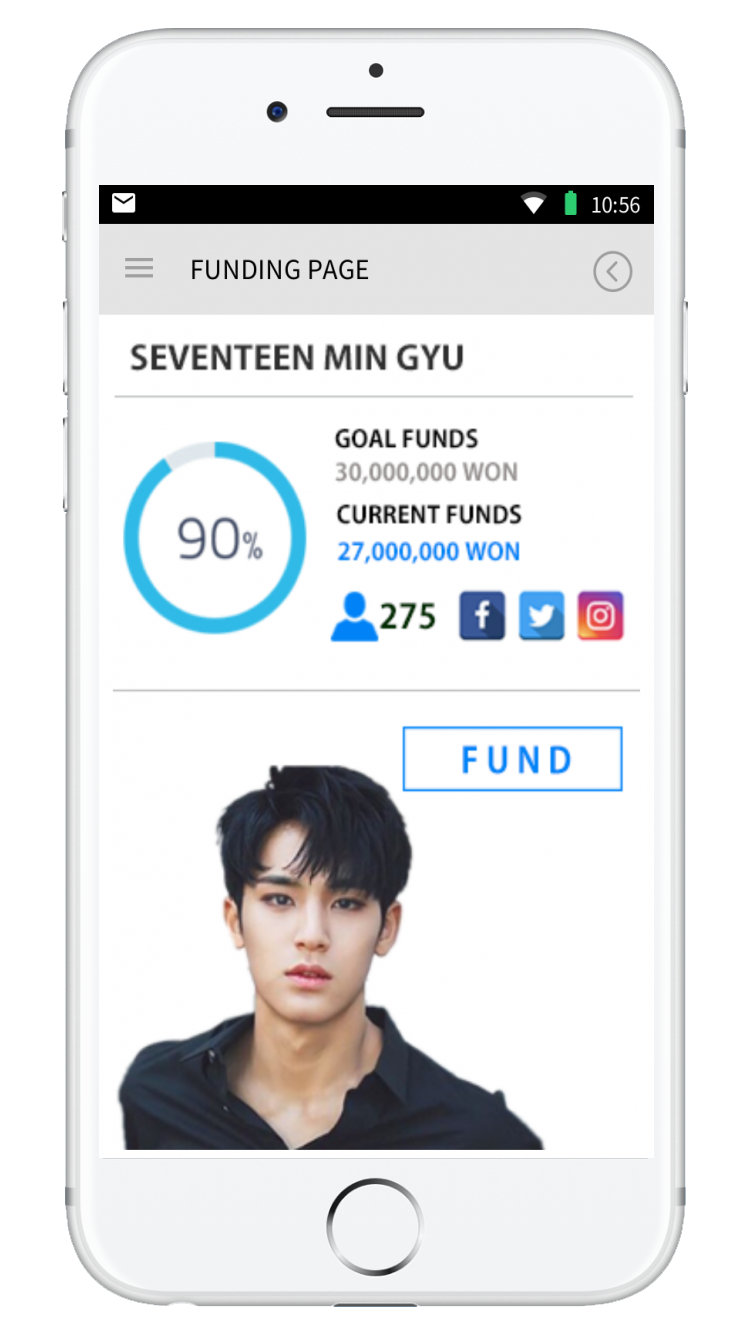 10:56
FUNDING PAGE
SEVENTEEN MIN GYU
90%
GOAL FUNDS
30,000,000 WON
CURRENT FUNDS
27,000,000 WON
275
FUND